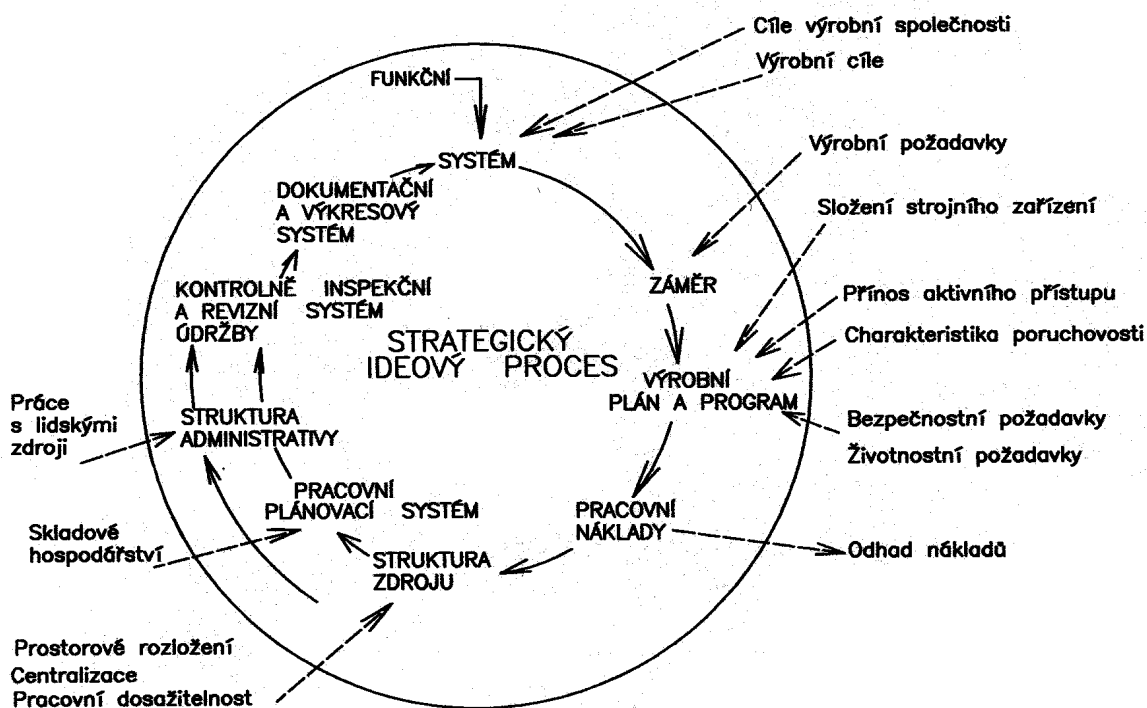 Cíle výrobní společnosti
Výrobní cíle
FUNKČNÍ
SYSTÉM
Výrobní požadavky
DOKUMENTAČNÍ
A VÝKRESOVÝ
SYSTÉM
Složení strojního zařízení
ZÁMĚR
KONTROLNĚ INSPEKČNÍ
A REVIZNÍ SYSTÉM
ÚDRŽBY
Přínos aktivního přístupu
Charakteristika poruchovosti
STRATEGICKÝ
IDEOVÝ PROCES
VÝROBNÍ
PLÁN A PROGRAM
Práce
s lidskými
zdroji
STRUKTURA
ADMINISTRATIVY
Bezpečnostní požadavky
Životnostní požadavky
PRACOVNÍ
PLÁNOVACÍ SYSTÉM
PRACOVNÍ
NÁKLADY
Skladové
hospodářství
STRUKTURA
ZDROJU
Odhad nákladů
Prostorové rozložení
Centralizace
Pracovní dosažitelnost